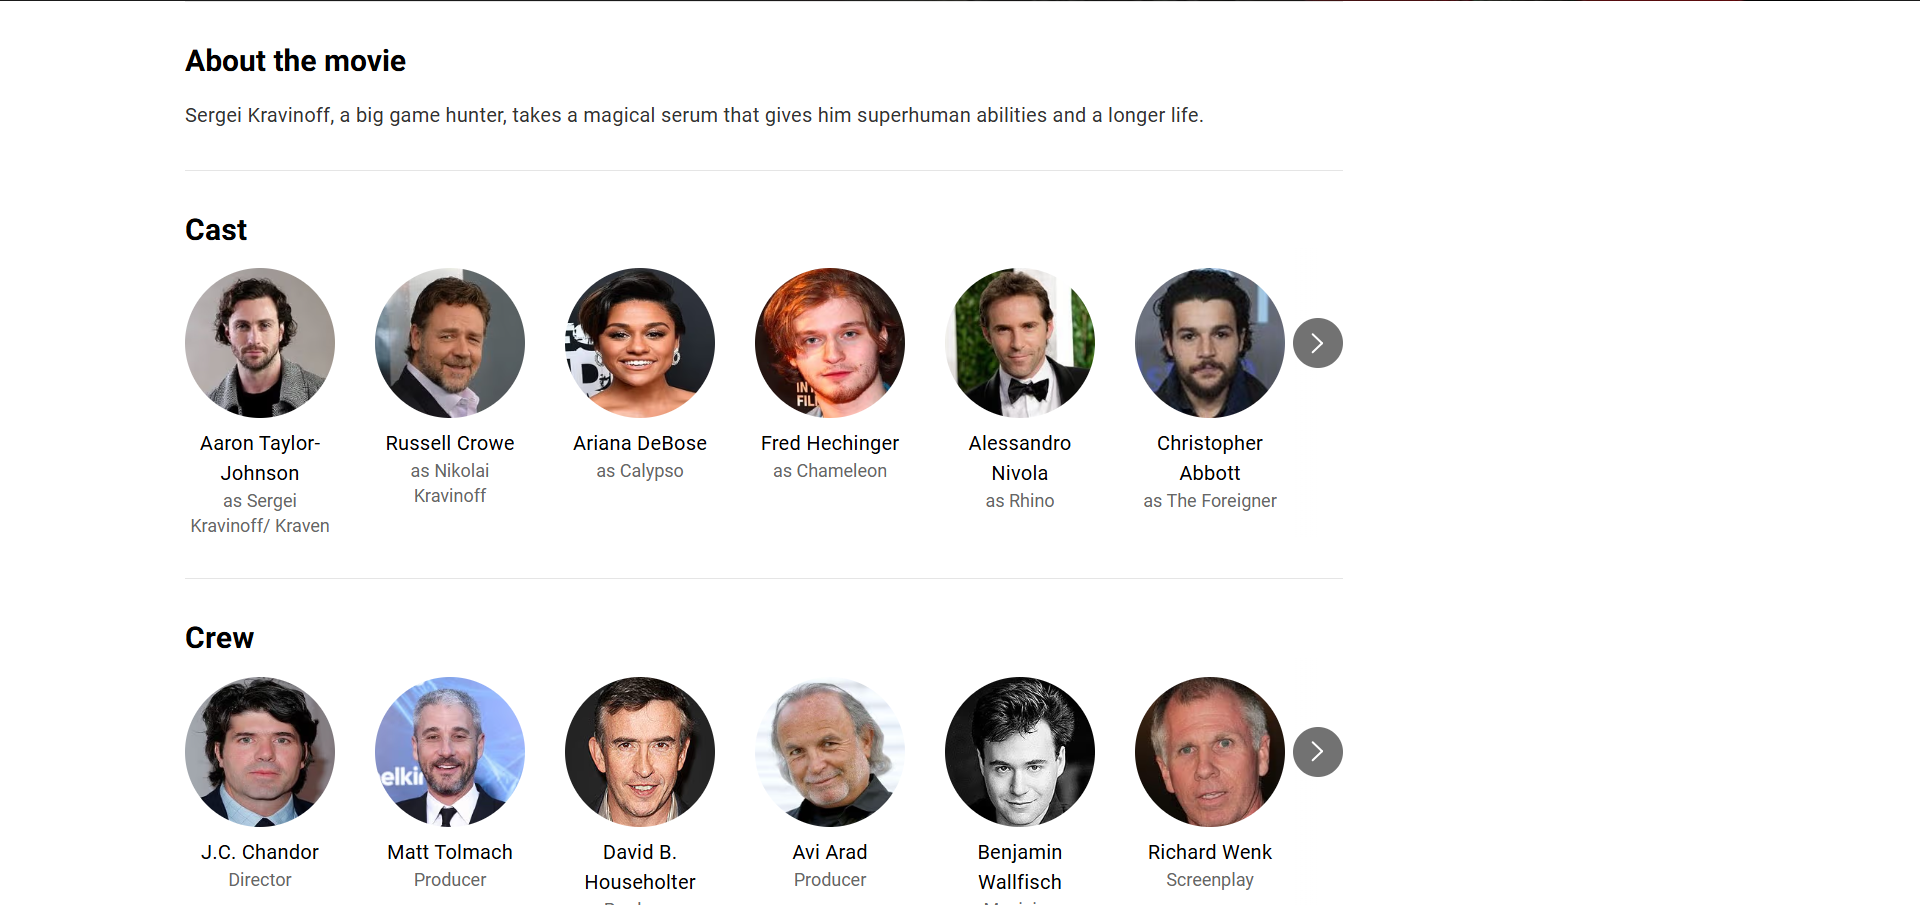 About the movie
Sergei Kravinoff, a big game hunter, takes a magical serum that gives him superhuman abilities and a longer life.
Cast
IN
FIL
D
Aaron Taylor-
Johnson
as Sergei
Kravinoff/ Kraven
Russell Crowe
as Nikolai
Kravinoff
Ariana DeBose
as Calypso
Fred Hechinger
as Chameleon
Alessandro
Nivola
as Rhino
Christopher
Abbott
as The Foreigner
Crew
elki
J.C. Chandor
Director
Matt Tolmach
Producer
David B.
Householter
Avi Arad
Producer
Benjamin
Wallfisch
Richard Wenk
Screenplay